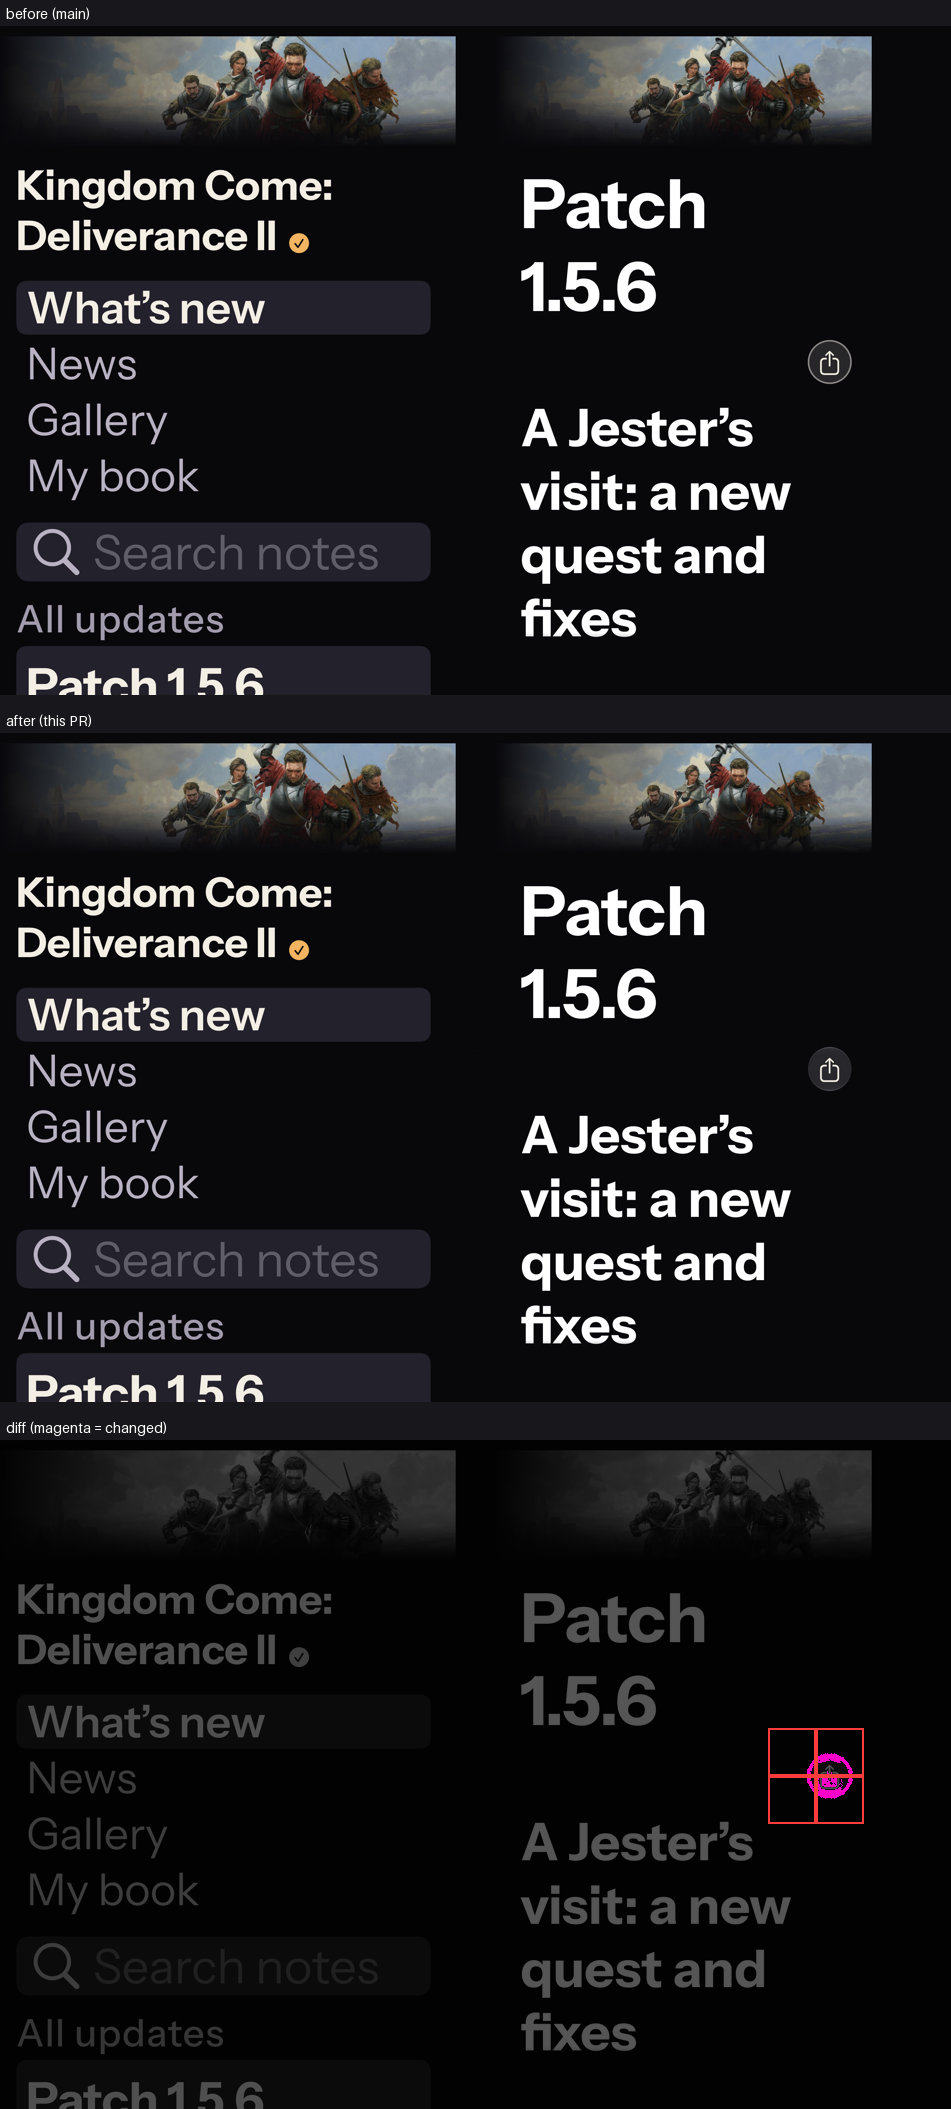 before (main)
Kingdom Come:
Deliverance II
What's new
News
Gallery
My book
Search notes
All updates
Patch 1.5.6
Patch
1.5.6
A Jester's
visit: a new
quest and
fixes
after (this PR)
Kingdom Come:
Deliverance II
What's new
News
Gallery
My book
Search notes
All updates
Patch 1.5.6
Patch
1.5.6
A Jester's
visit: a new
quest and
fixes
diff (magenta = changed)
Kingdom Come:
Deliverance II
What's new
News
Gallery
My book
Search notes
All updates
Patch 1.5.6
Patch
1.5.6
A Jester's
visit: a new
quest and
fixes